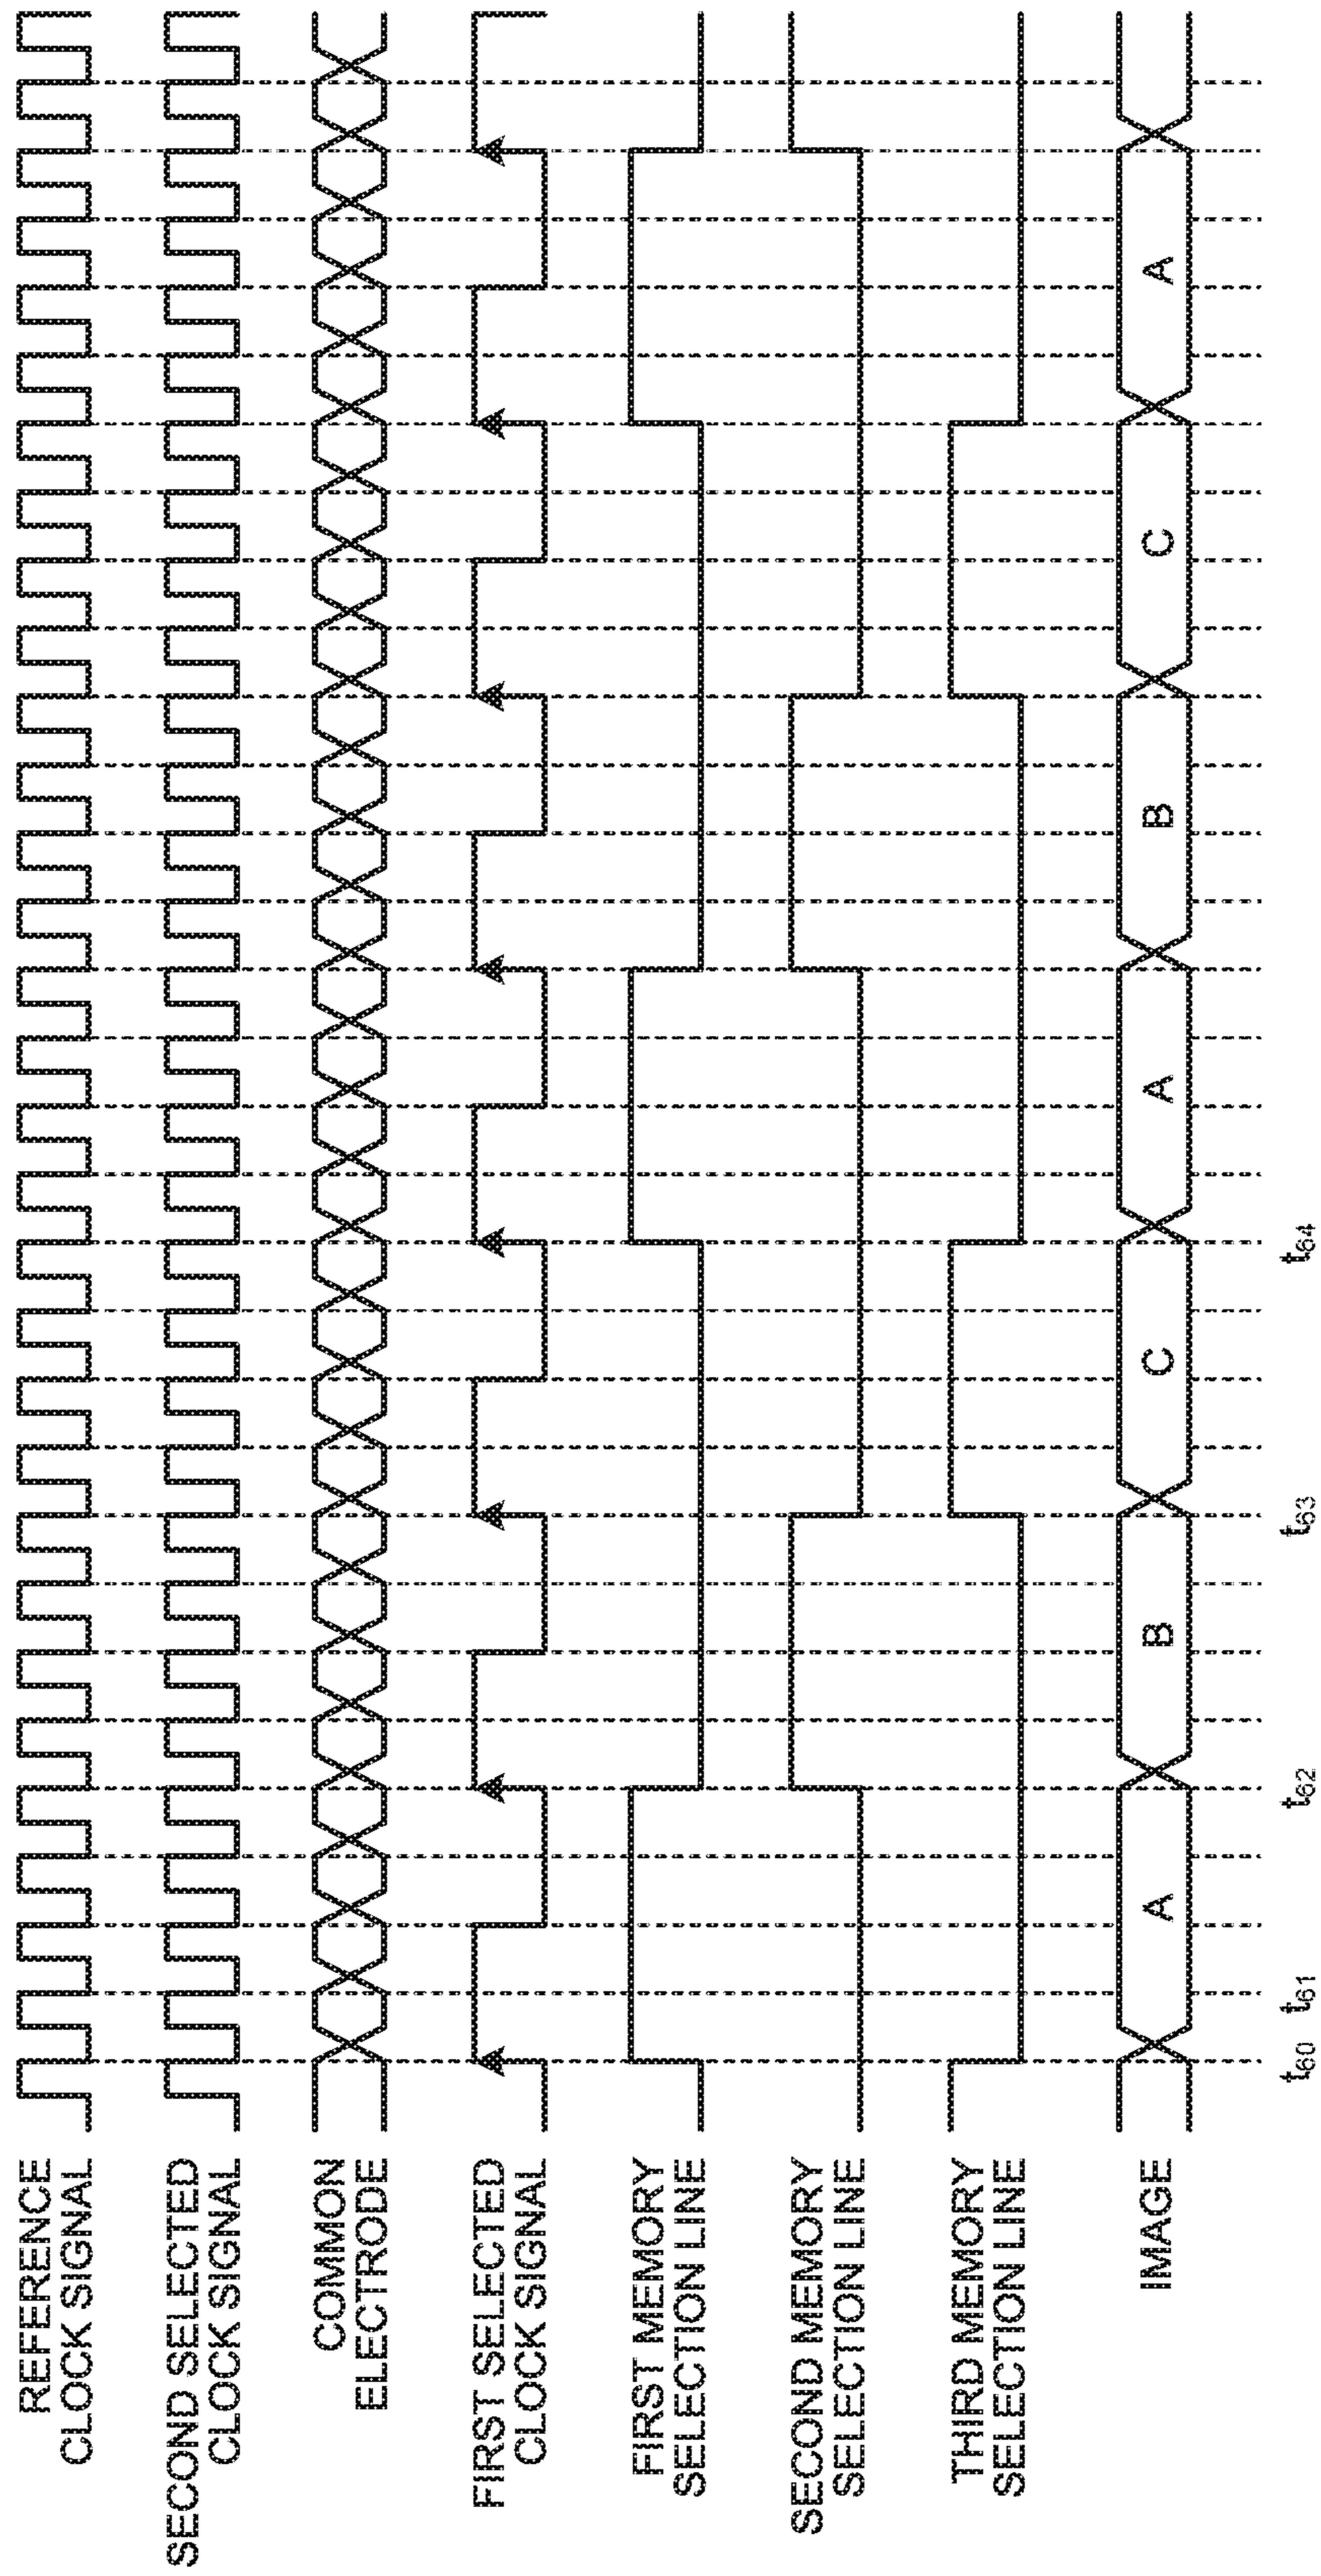 REFERENCE
CLOCK SIGNAL
SECOND SELECTED
CLOCK SIGNAL
COMMON
ELECTRODE
FIRST SELECTED
CLOCK SIGNAL
FIRST MEMORY
SELECTION LINE
SECOND MEMORY
SELECTION LINE
THIRD MEMORY
SELECTION LINE
IMAGE
A B C A B C A
t60 t61 t62 t63 t64